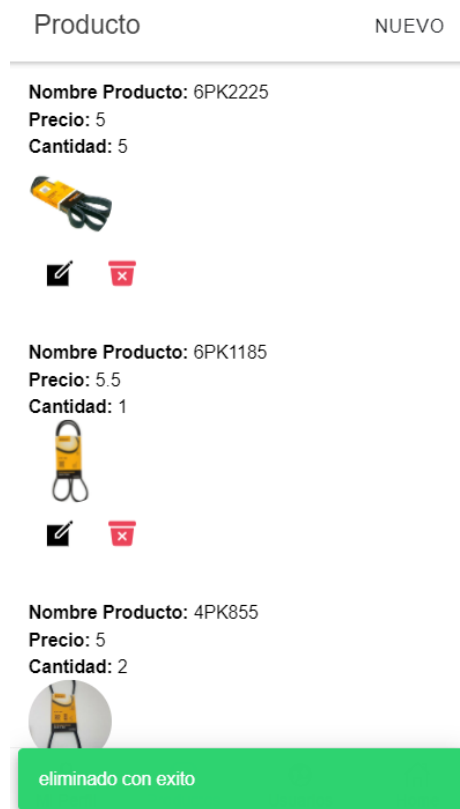 Producto
NUEVO
Nombre Producto: 6PK2225
Precio: 5
Cantidad: 5
Nombre Producto: 6PK1185
Precio: 5.5
Cantidad: 1
Nombre Producto: 4PK855
Precio: 5
Cantidad: 2
eliminado con exito